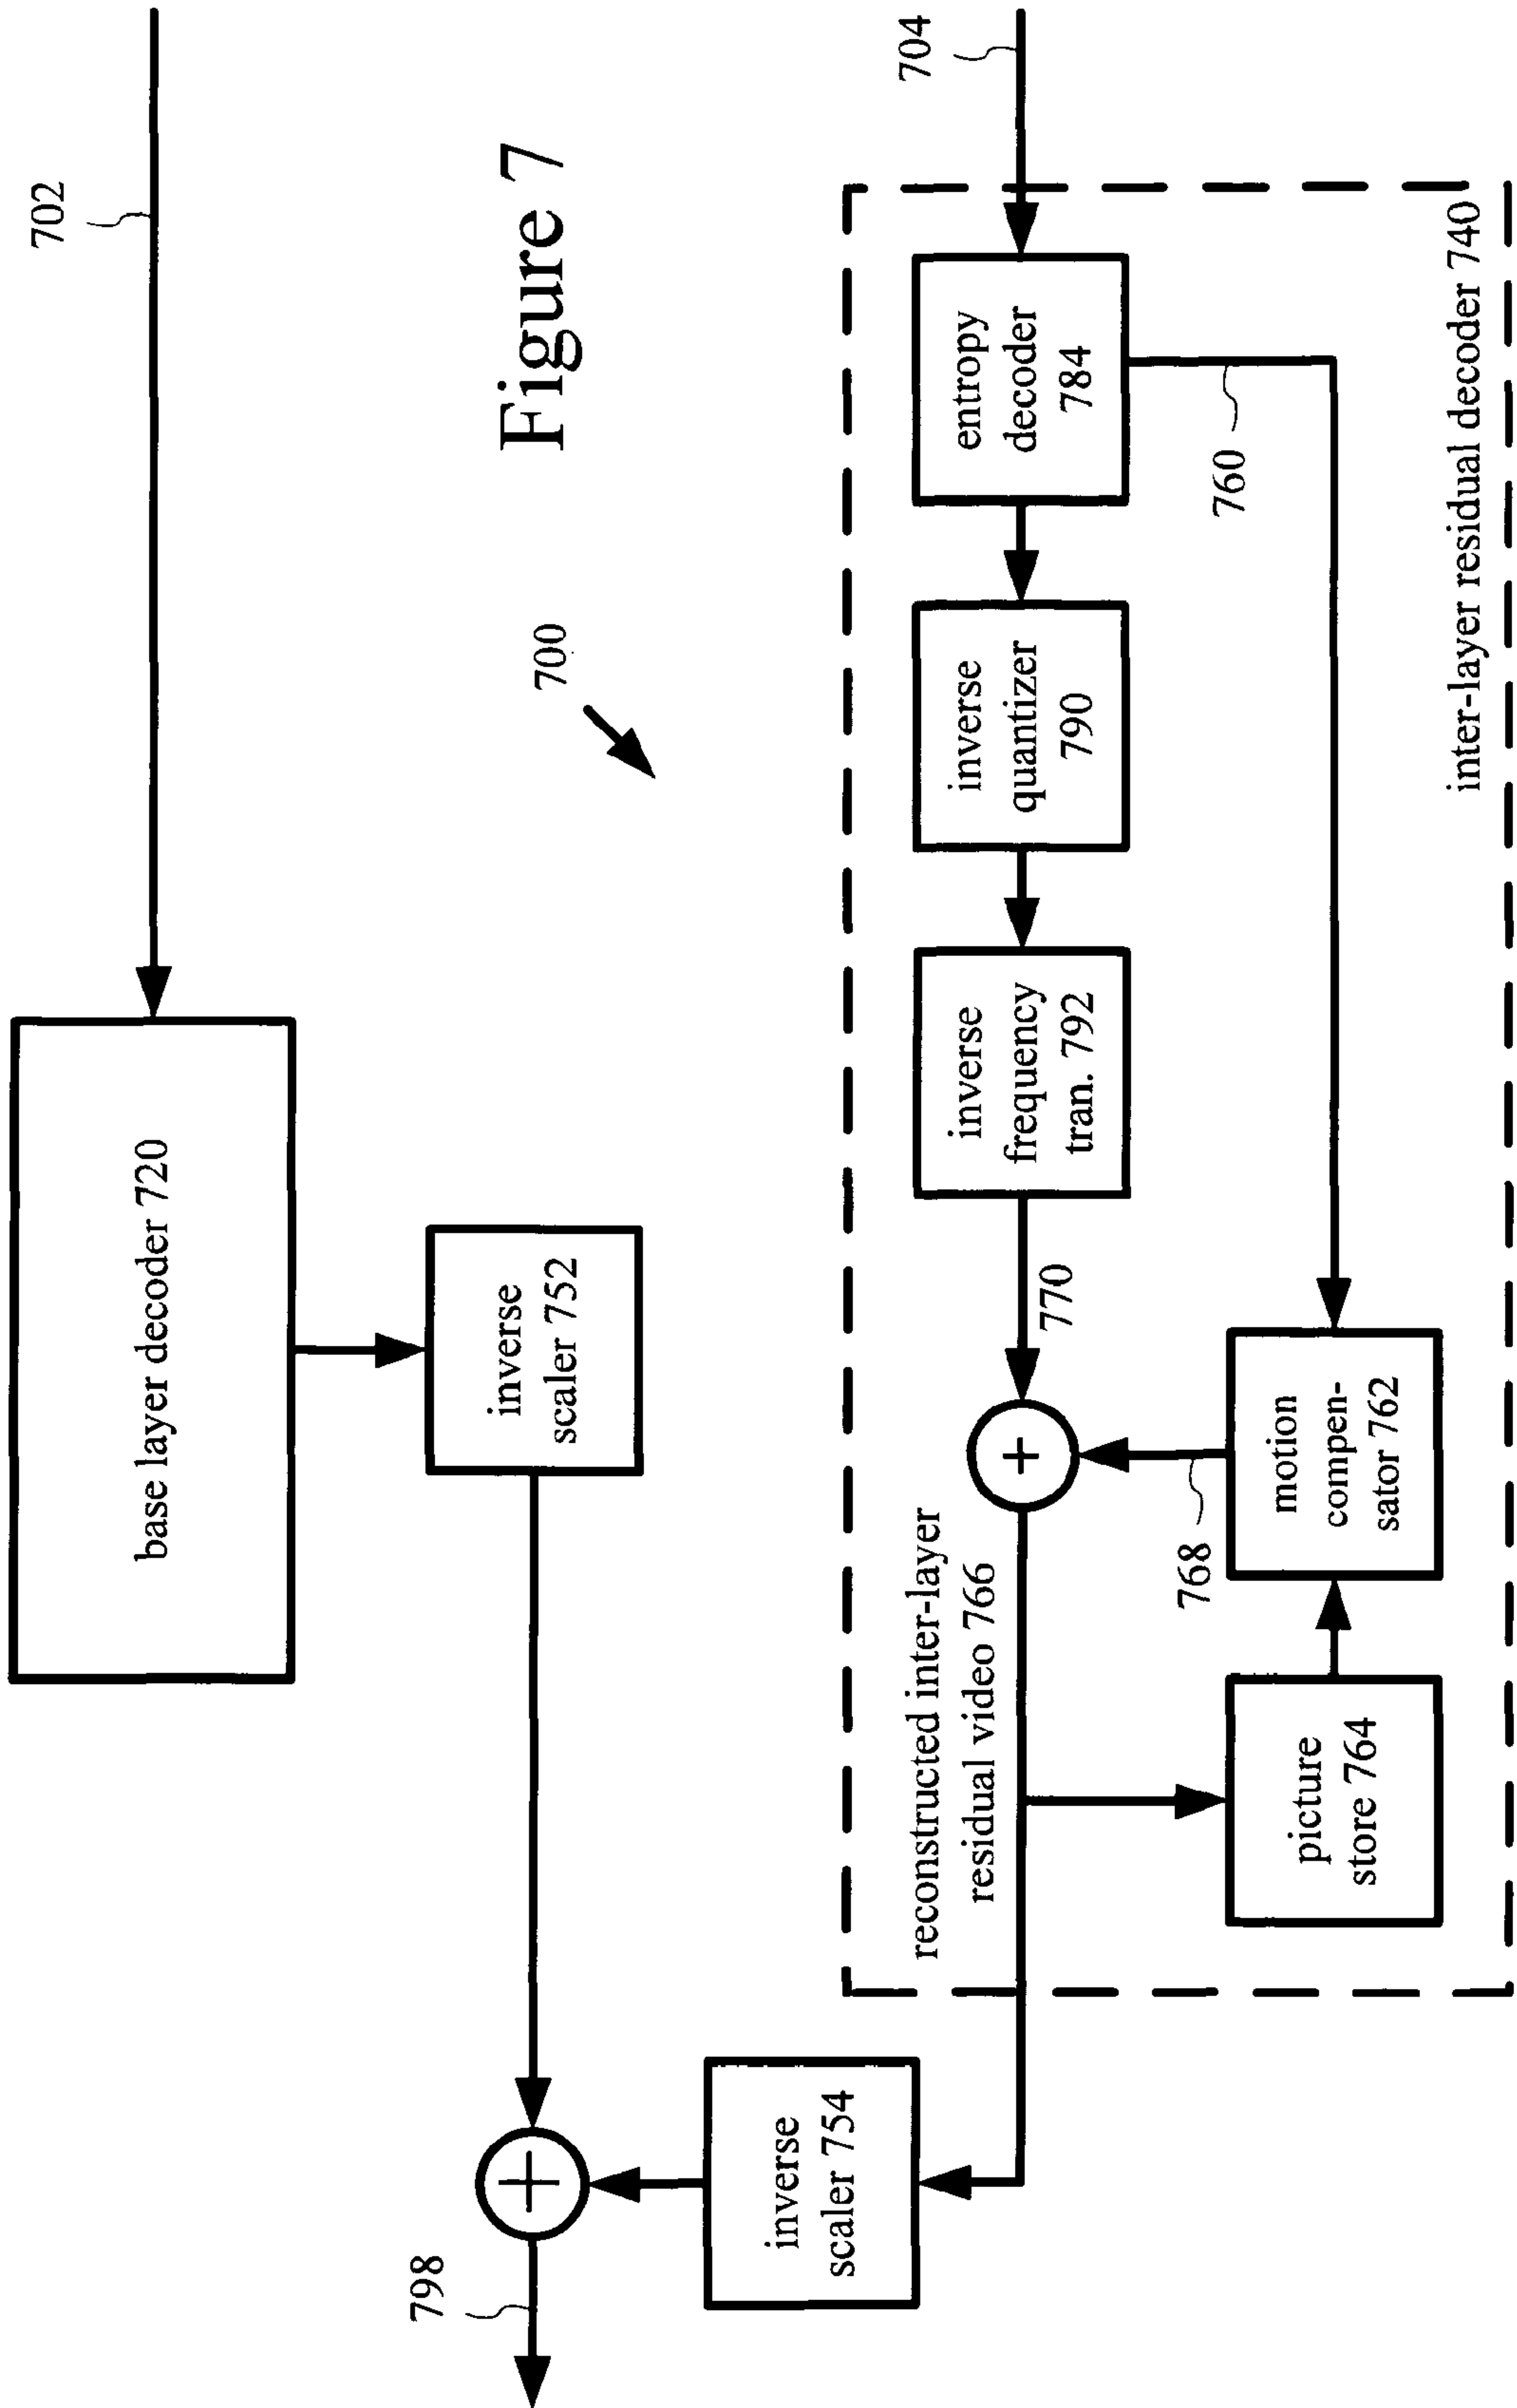 702
base layer decoder 720
inverse
scaler 752
798
Figure 7
700
inverse
scaler 754
704
entropy
decoder
784
inverse
quantizer
790
inverse
frequency
tran. 792
770
reconstructed inter-layer
residual video 766
760
768
motion
compen-
sator 762
picture
store 764
inter-layer residual decoder 740